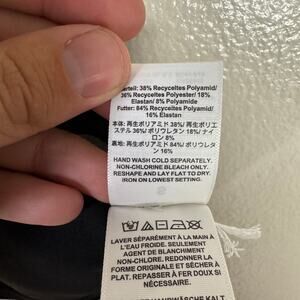 38% Recyceltes Polyamid/
36% Recyceltes Polyester/ 18%
Elastan/ 8% Polyamide
Futter: 84% Recyceltes Polyamid/
16% Elastan
本体: 再生ポリアミド 38%/ 再生ポリエ
ステル 36%/ ポリウレタン 18%/ ナイ
ロン 8%
裏地: 再生ポリアミド 84%/ ポリウレタ
ン 16%
HAND WASH COLD SEPARATELY.
NON-CHLORINE BLEACH ONLY.
RESHAPE AND LAY FLAT TO DRY.
IRON ON LOWEST SETTING.
LAVER SÉPARÉMENT À LA MAIN À
L'EAU FROIDE. SEULEMENT
AGENT DE BLANCHIMENT
NON-CHLORE. REDONNER LA
FORME ORIGINALE ET SÉCHER À
PLAT. REPASSER À FER DOUX SI
NÉCESSAIRE.
HANDWÄSCHE KALT